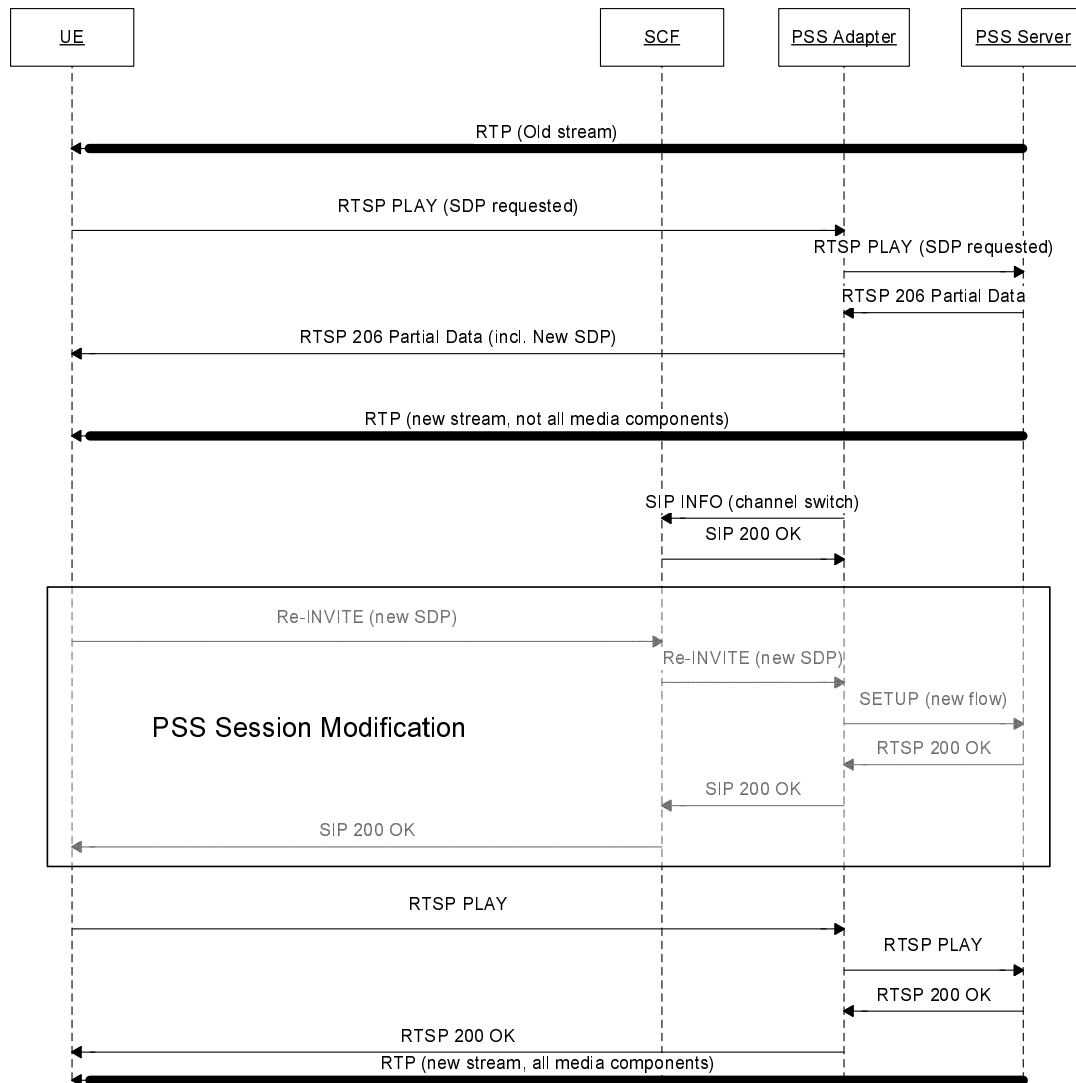 UE
SCF
PSS Adapter
PSS Server
RTP (Old stream)
RTSP PLAY (SDP requested)
RTSP PLAY (SDP requested)
RTSP 206 Partial Data
RTSP 206 Partial Data (incl. New SDP)
RTP (new stream, not all media components)
SIP INFO (channel switch)
SIP 200 OK
Re-INVITE (new SDP)
Re-INVITE (new SDP)
SETUP (new flow)
PSS Session Modification
RTSP 200 OK
SIP 200 OK
SIP 200 OK
RTSP PLAY
RTSP PLAY
RTSP 200 OK
RTSP 200 OK
RTP (new stream, all media components)